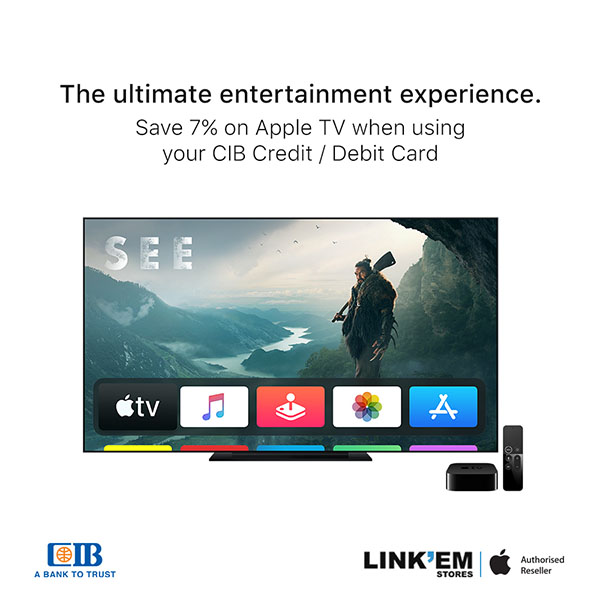 The ultimate entertainment experience.
Save 7% on Apple TV when using
your CIB Credit / Debit Card
SEE
tv
CIB
A BANK TO TRUST
LINK'EM
STORES
Authorised
Reseller